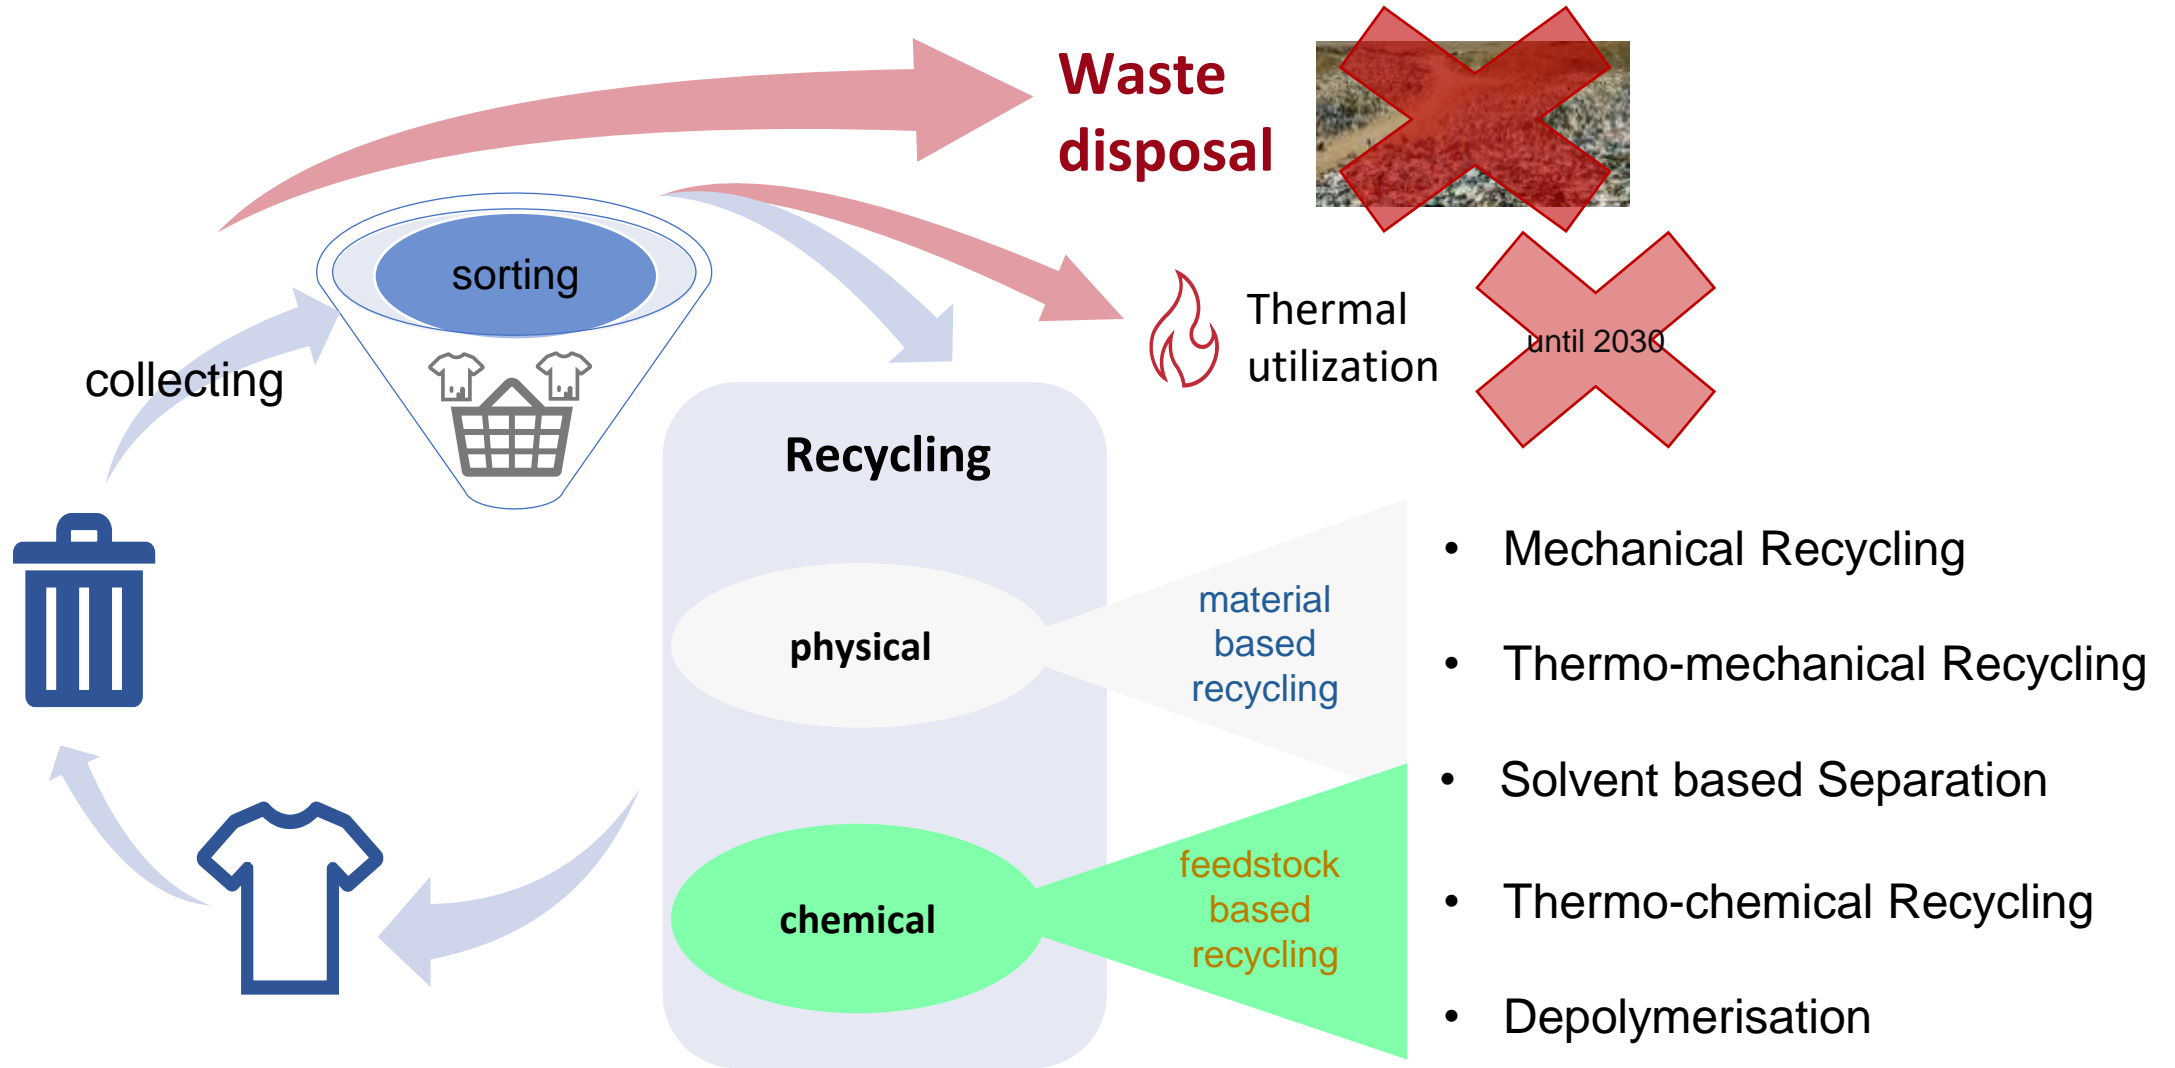 Waste
disposal
sorting
collecting
Thermal
utilization
until 2030
Recycling
physical
material
based
recycling
chemical
feedstock
based
recycling
• Mechanical Recycling
• Thermo-mechanical Recycling
• Solvent based Separation
• Thermo-chemical Recycling
• Depolymerisation